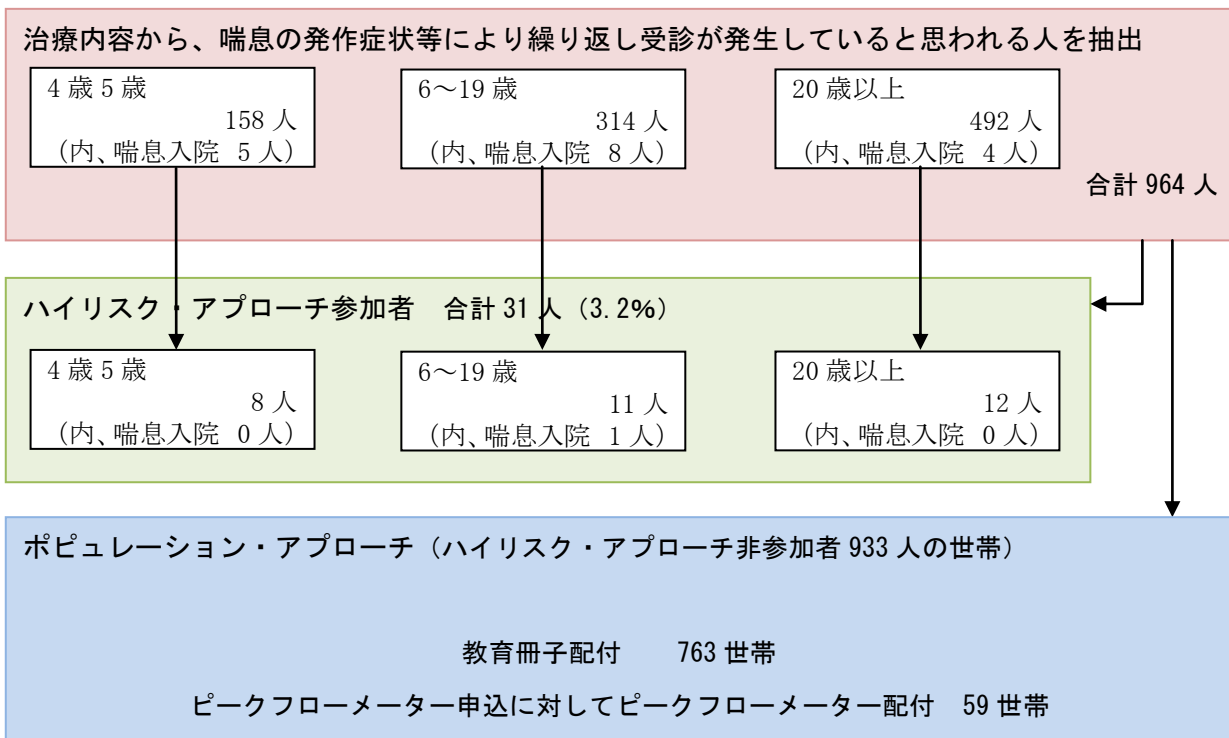 治療内容から、喘息の発作症状等により繰り返し受診が発生していると思われる人を抽出
4歳5歳
158人
（内、喘息入院 5人）
6～19歳
314人
（内、喘息入院 8人）
20歳以上
492人
（内、喘息入院 4人）
合計964人
ハイリスク・アプローチ参加者 合計31人（3.2%）
4歳5歳
8人
（内、喘息入院 0人）
6～19歳
11人
（内、喘息入院 1人）
20歳以上
12人
（内、喘息入院 0人）
ポピュレーション・アプローチ（ハイリスク・アプローチ非参加者933人の世帯）
教育冊子配付 763世帯
ピークフローメーター申込に対してピークフローメーター配付 59世帯